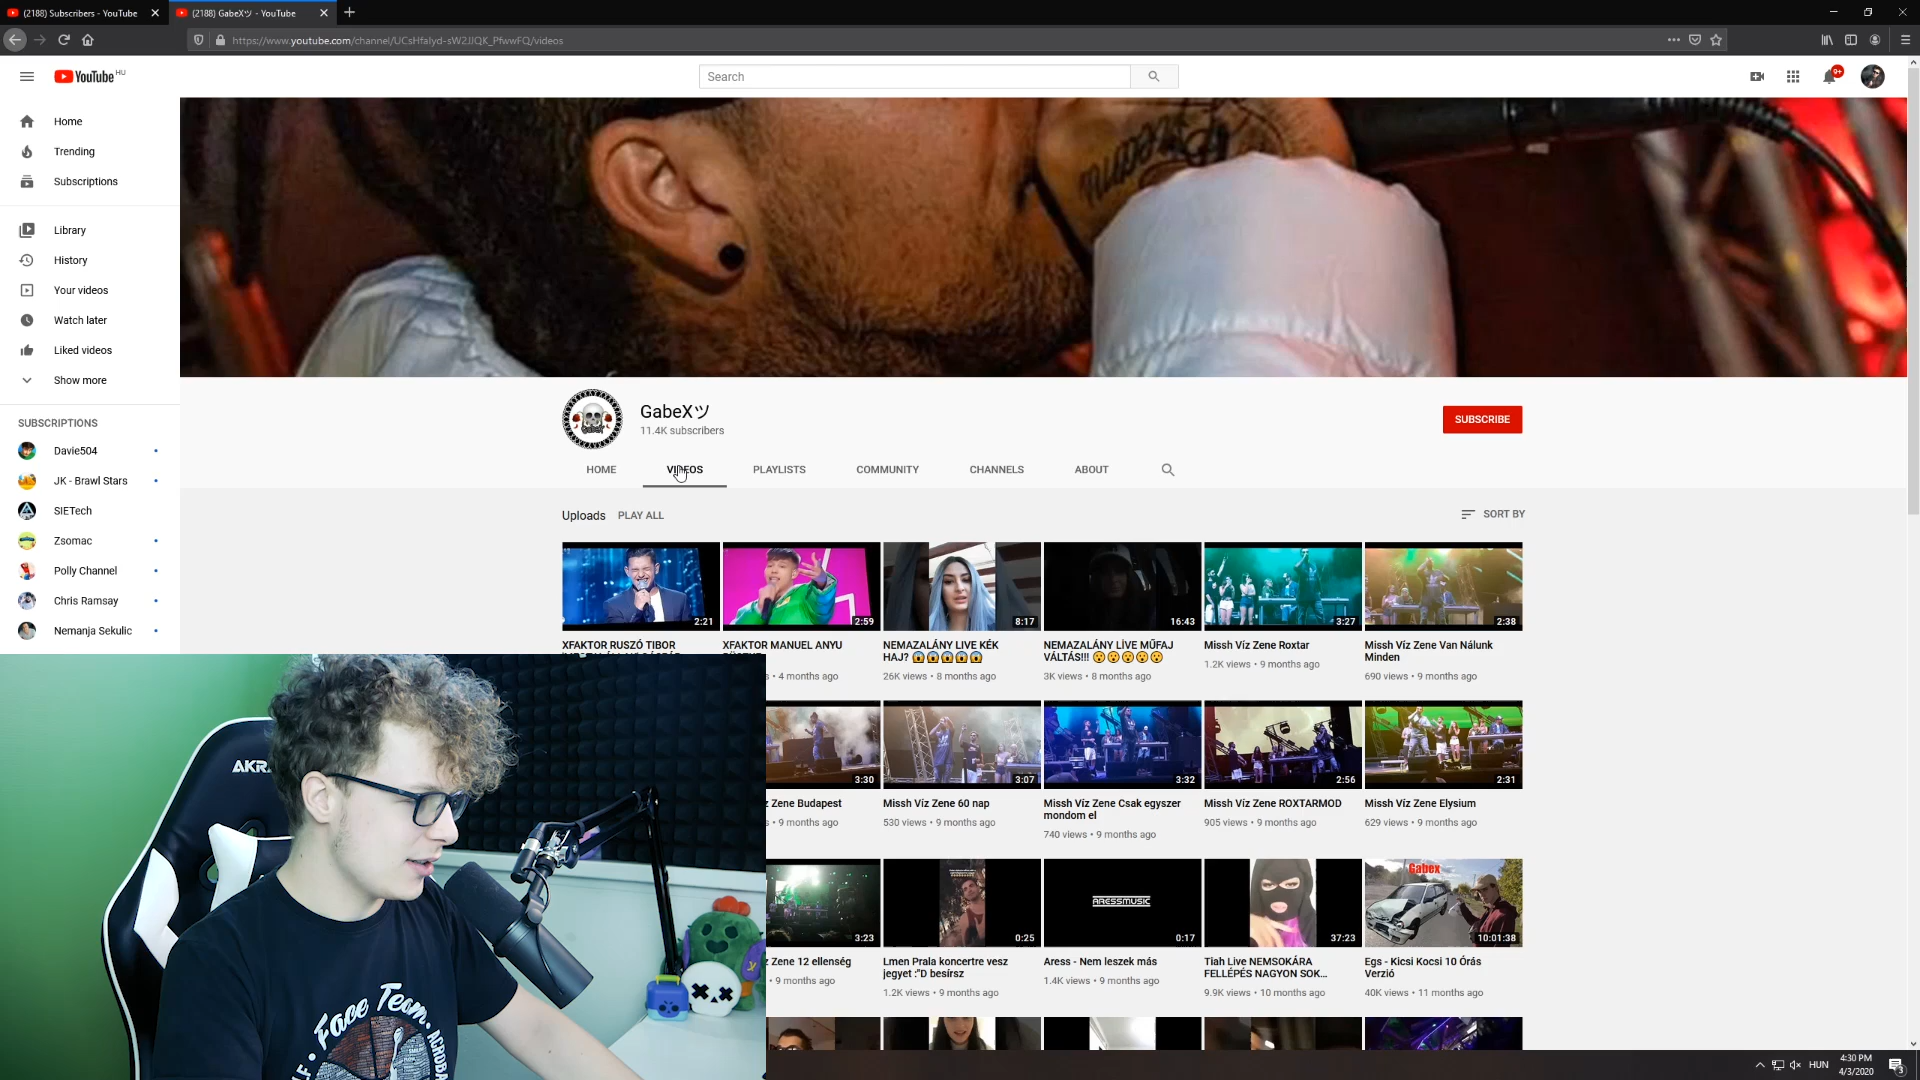 (2188) Subscribers - YouTube
(2188) GabeXツ - YouTube
https://www.youtube.com/channel/UCsHfalyd-sW2JJQK_PfwwFQ/videos
YouTube HU
Search
9+
Home
Trending
Subscriptions
Library
History
Your videos
Watch later
Liked videos
Show more
SUBSCRIPTIONS
Davie504
JK - Brawl Stars
SIETech
Zsomac
Polly Channel
Chris Ramsay
Nemanja Sekulic
GabeXツ
11.4K subscribers
SUBSCRIBE
HOME
VIDEOS
PLAYLISTS
COMMUNITY
CHANNELS
ABOUT
Uploads
PLAY ALL
SORT BY
2:21
2:59
8:17
16:43
3:27
2:38
XFAKTOR RUSZÓ TIBOR
XFAKTOR MANUEL ANYU
s • 4 months ago
NEMAZALÁNY LIVE KÉK
HAJ? 😱😱😱😱😱
26K views • 8 months ago
NEMAZALÁNY LİVE MŰFAJ
VÁLTÁS!!! 😯😯😯😯😯
3K views • 8 months ago
Missh Víz Zene Roxtar
1.2K views • 9 months ago
Missh Víz Zene Van Nálunk
Minden
690 views • 9 months ago
3:30
3:07
3:32
2:56
2:31
z Zene Budapest
s • 9 months ago
Missh Víz Zene 60 nap
530 views • 9 months ago
Missh Víz Zene Csak egyszer
mondom el
740 views • 9 months ago
Missh Víz Zene ROXTARMOD
905 views • 9 months ago
Missh Víz Zene Elysium
629 views • 9 months ago
3:23
0:25
ARESSMUSIC
0:17
37:23
Gabex
10:01:38
z Zene 12 ellenség
• 9 months ago
Lmen Prala koncertre vesz
jegyet :"D besírsz
1.2K views • 9 months ago
Aress - Nem leszek más
1.4K views • 9 months ago
Tiah Live NEMSOKÁRA
FELLÉPÉS NAGYON SOK...
9.9K views • 10 months ago
Egs - Kicsi Kocsi 10 Órás
Verzió
40K views • 11 months ago
AKR
Face Team
ACROBA
HUN
4:30 PM
4/3/2020
3